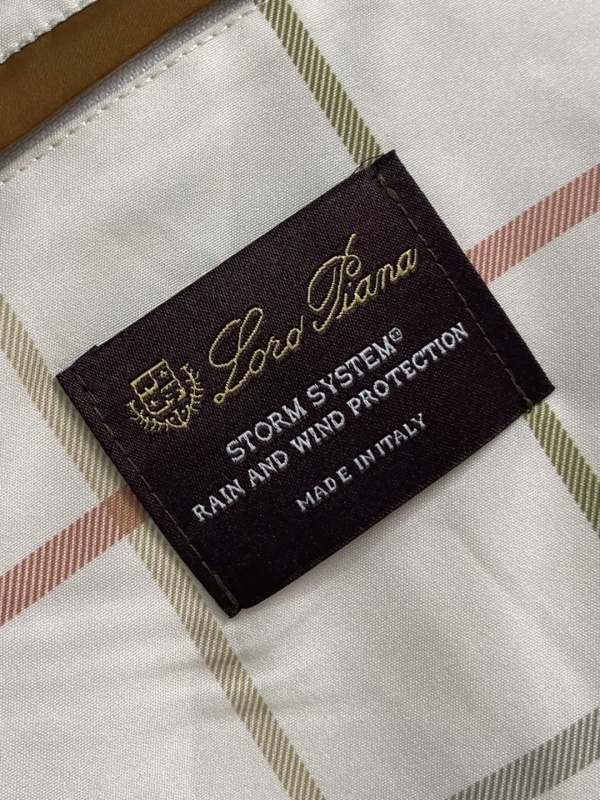 Loro Piana
STORM SYSTEM®
RAIN AND WIND PROTECTION
MADE IN ITALY